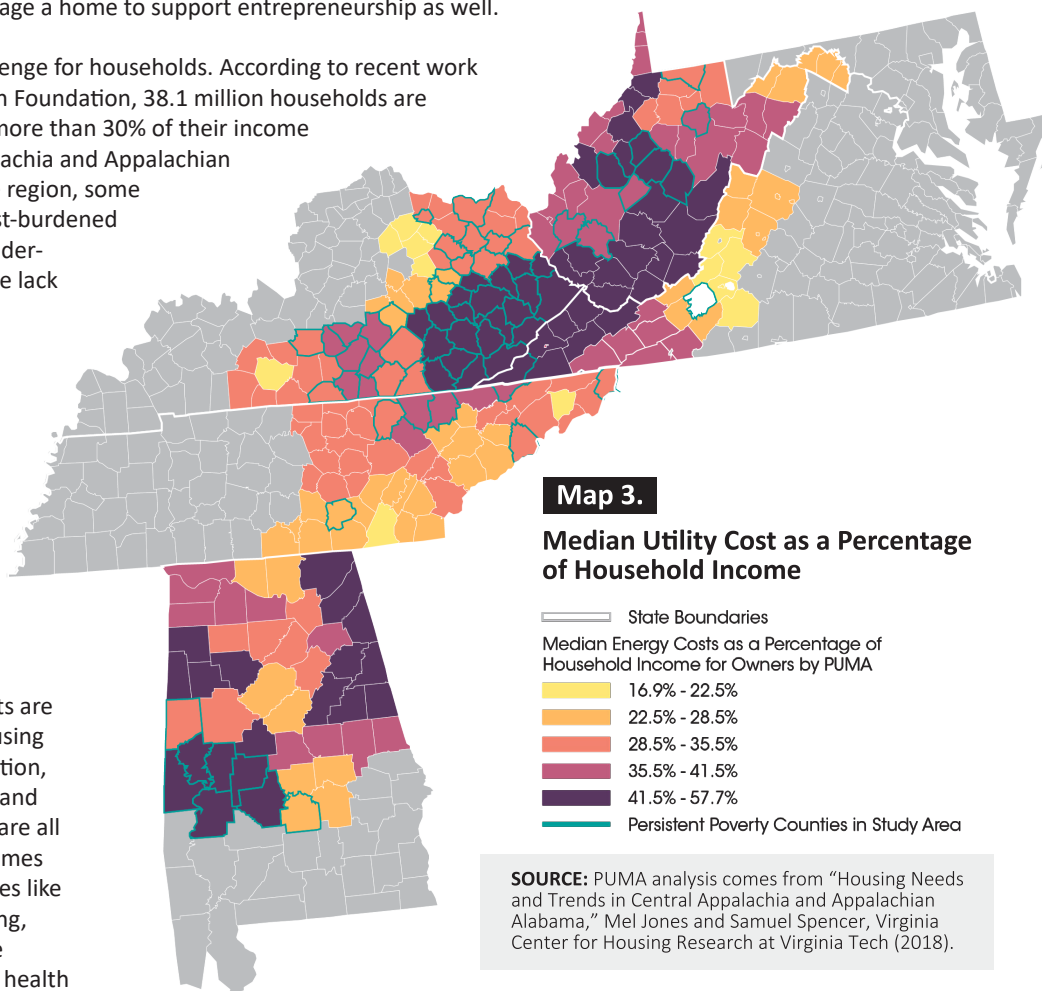 age a home to support entrepreneurship as well.
enge for households. According to recent work
Foundation, 38.1 million households are
more than 30% of their income
achia and Appalachian
region, some
st-burdened
der-
e lack
ts are
using
tion,
and
are all
mes
es like
ng,
e
health
Map 3.
Median Utility Cost as a Percentage
of Household Income
State Boundaries
Median Energy Costs as a Percentage of
Household Income for Owners by PUMA
16.9% - 22.5%
22.5% - 28.5%
28.5% - 35.5%
35.5% - 41.5%
41.5% - 57.7%
Persistent Poverty Counties in Study Area
SOURCE: PUMA analysis comes from “Housing Needs
and Trends in Central Appalachia and Appalachian
Alabama,” Mel Jones and Samuel Spencer, Virginia
Center for Housing Research at Virginia Tech (2018).